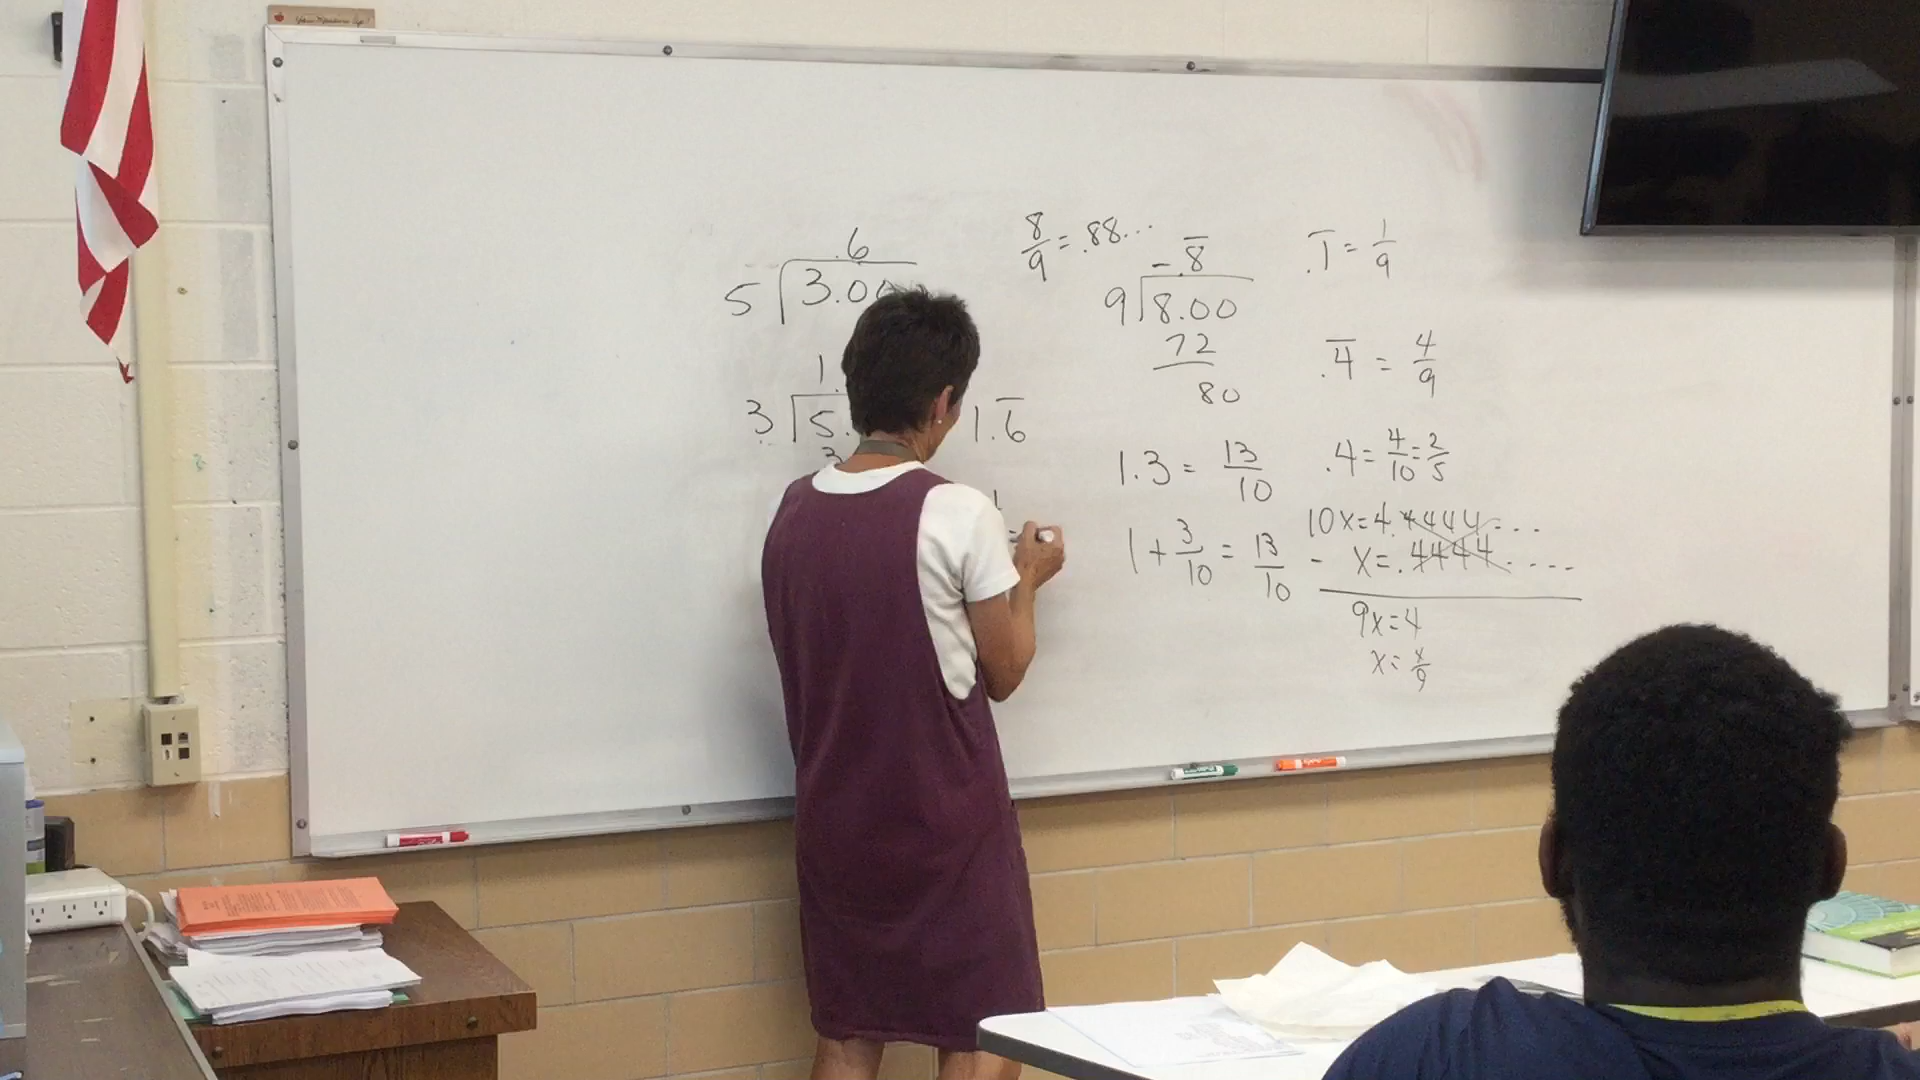 .6
5 3.00
1.
3 5.
3
1.6̅
8/9 = .88...
.8̅
9 8.00
72
80
1.3 = 13/10
1 + 3/10 = 13/10
.1̅ = 1/9
.4̅ = 4/9
.4 = 4/10 = 2/5
10x = 4.4444...
- x = .4444....
9x = 4
x = 4/9